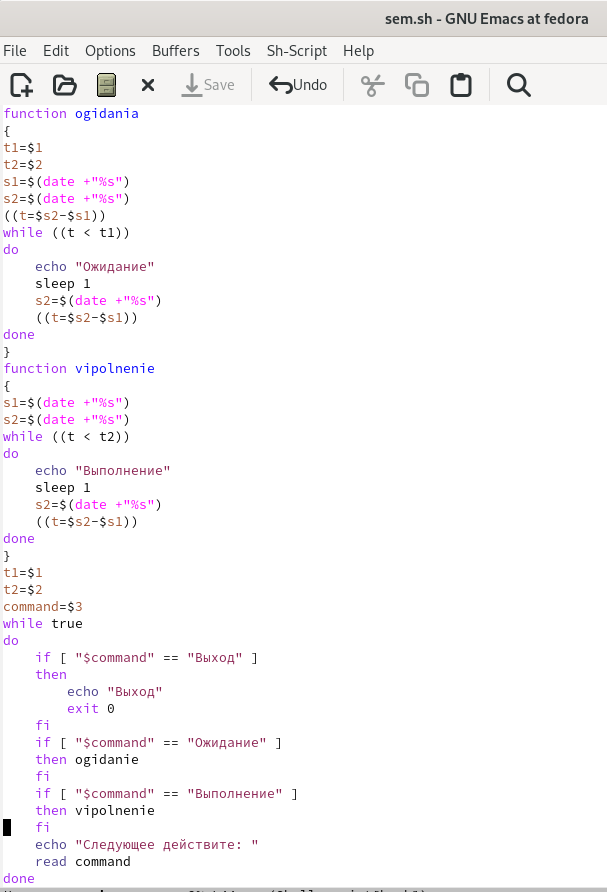 sem.sh - GNU Emacs at fedora
File Edit Options Buffers Tools Sh-Script Help
Save Undo
function ogidania
{
t1=$1
t2=$2
s1=$(date +"%s")
s2=$(date +"%s")
((t=$s2-$s1))
while ((t < t1))
do
    echo "Ожидание"
    sleep 1
    s2=$(date +"%s")
    ((t=$s2-$s1))
done
}
function vipolnenie
{
s1=$(date +"%s")
s2=$(date +"%s")
while ((t < t2))
do
    echo "Выполнение"
    sleep 1
    s2=$(date +"%s")
    ((t=$s2-$s1))
done
}
t1=$1
t2=$2
command=$3
while true
do
    if [ "$command" == "Выход" ]
    then
        echo "Выход"
        exit 0
    fi
    if [ "$command" == "Ожидание" ]
    then ogidanie
    fi
    if [ "$command" == "Выполнение" ]
    then vipolnenie
    fi
    echo "Следующее действите: "
    read command
done